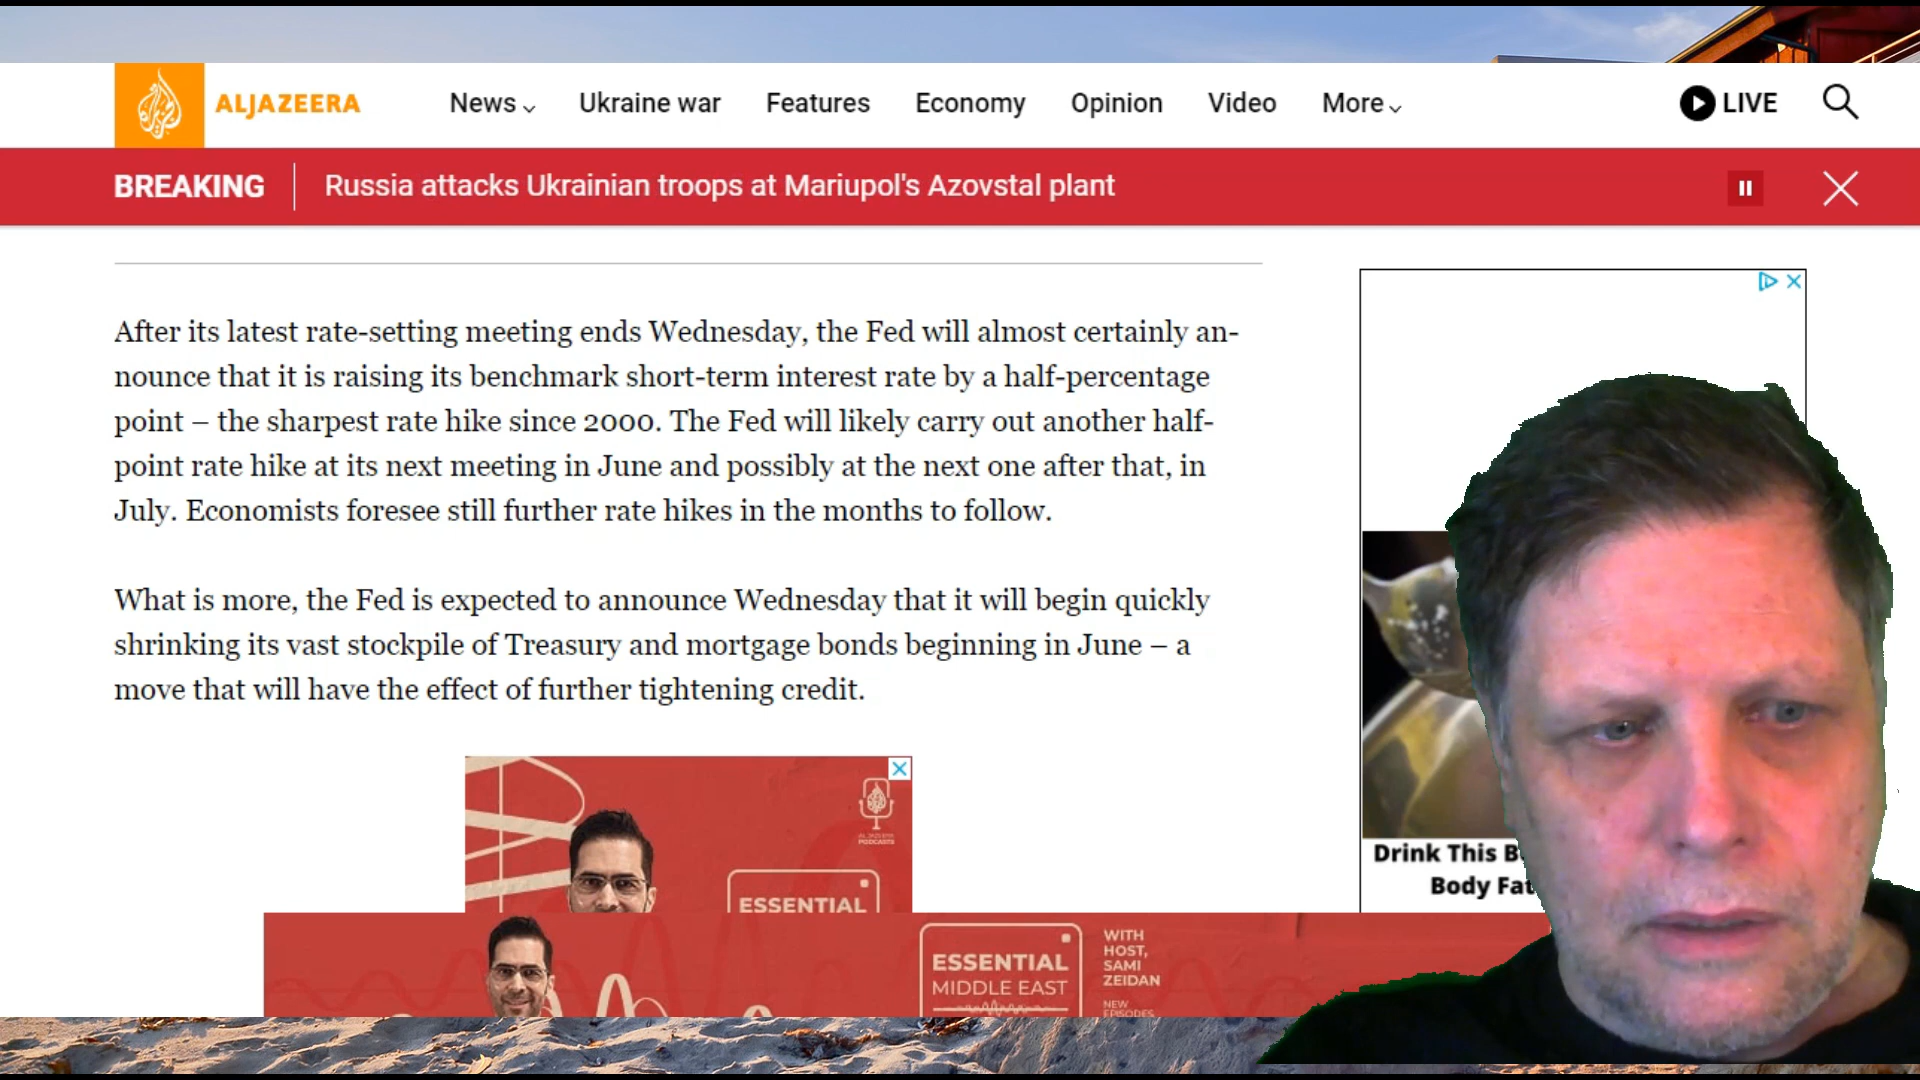 ALJAZEERA
News
Ukraine war
Features
Economy
Opinion
Video
More
LIVE
BREAKING
Russia attacks Ukrainian troops at Mariupol's Azovstal plant
After its latest rate-setting meeting ends Wednesday, the Fed will almost certainly an-
nounce that it is raising its benchmark short-term interest rate by a half-percentage
point – the sharpest rate hike since 2000. The Fed will likely carry out another half-
point rate hike at its next meeting in June and possibly at the next one after that, in
July. Economists foresee still further rate hikes in the months to follow.
What is more, the Fed is expected to announce Wednesday that it will begin quickly
shrinking its vast stockpile of Treasury and mortgage bonds beginning in June – a
move that will have the effect of further tightening credit.
AL JAZEERA
PODCASTS
ESSENTIAL
Drink This
Body Fat
ESSENTIAL
MIDDLE EAST
WITH
HOST,
SAMI
ZEIDAN
NEW
EPISODES